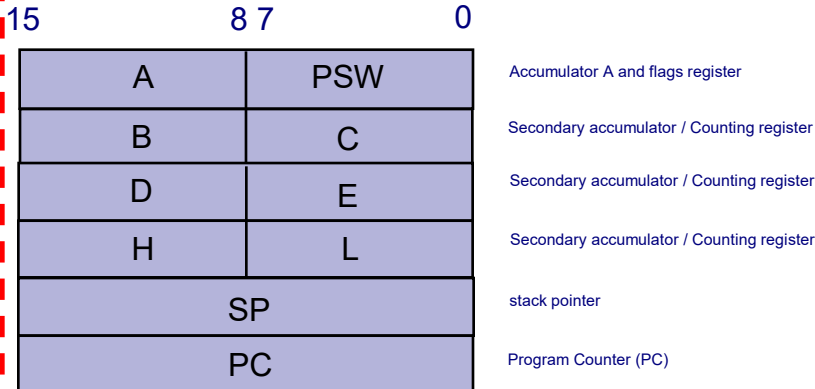 15 8 7 0
A PSW Accumulator A and flags register
B C Secondary accumulator / Counting register
D E Secondary accumulator / Counting register
H L Secondary accumulator / Counting register
SP stack pointer
PC Program Counter (PC)